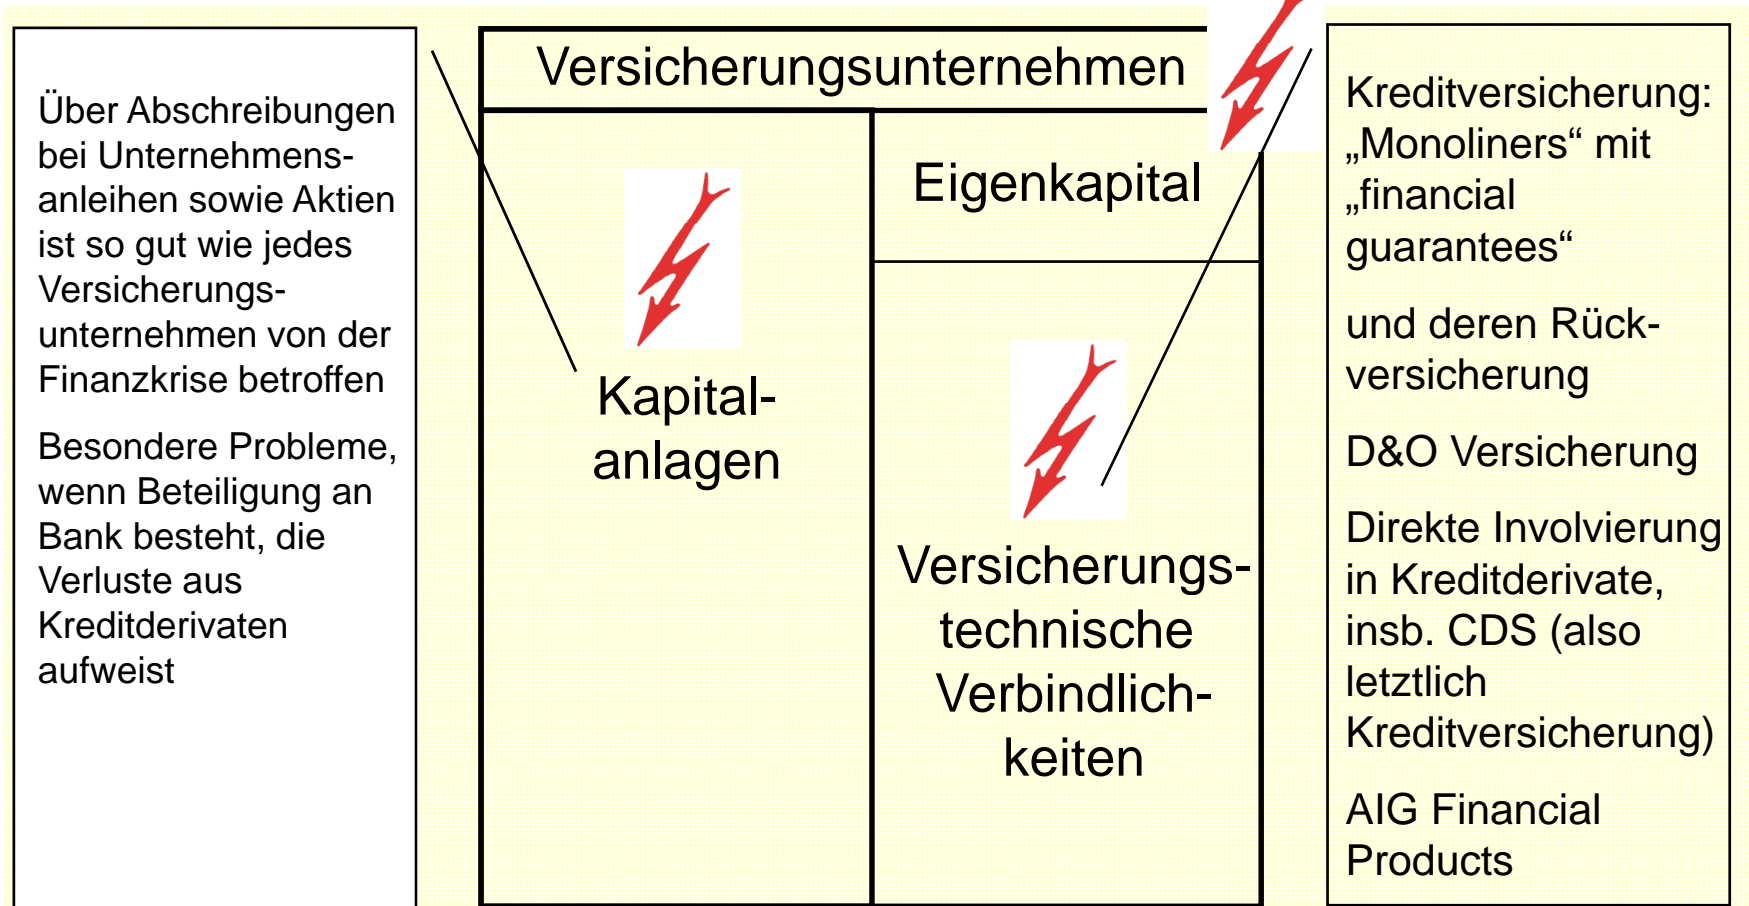 Über Abschreibungen
bei Unternehmens-
anleihen sowie Aktien
ist so gut wie jedes
Versicherungs-
unternehmen von der
Finanzkrise betroffen
Besondere Probleme,
wenn Beteiligung an
Bank besteht, die
Verluste aus
Kreditderivaten
aufweist
Versicherungsunternehmen
Kapital-
anlagen
Eigenkapital
Versicherungs-
technische
Verbindlich-
keiten
Kreditversicherung:
„Monoliners“ mit
„financial
guarantees“
und deren Rück-
versicherung
D&O Versicherung
Direkte Involvierung
in Kreditderivate,
insb. CDS (also
letztlich
Kreditversicherung)
AIG Financial
Products